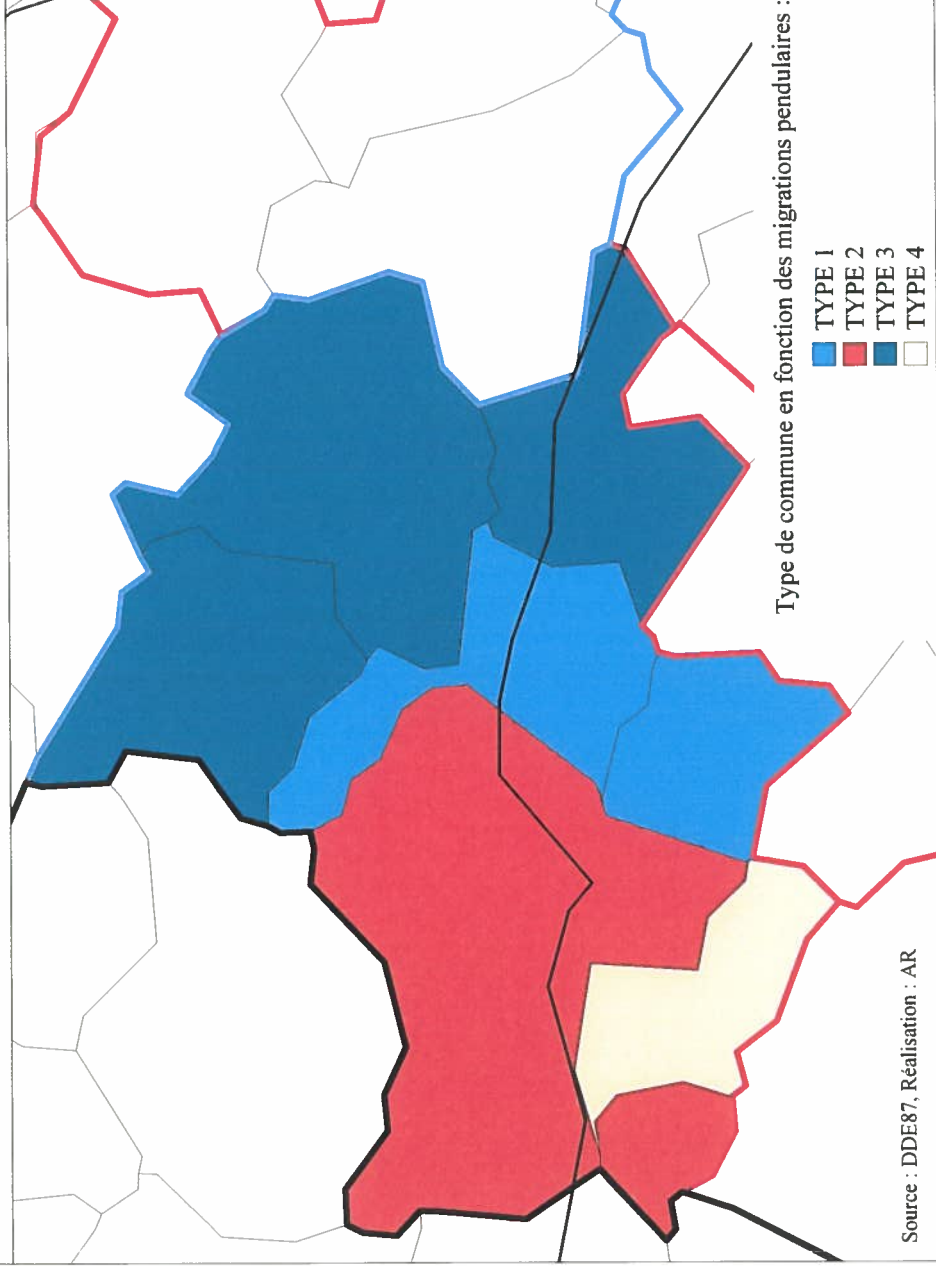 Type de commune en fonction des migrations pendulaires :
TYPE 1
TYPE 2
TYPE 3
TYPE 4
Source : DDE87, Réalisation : AR